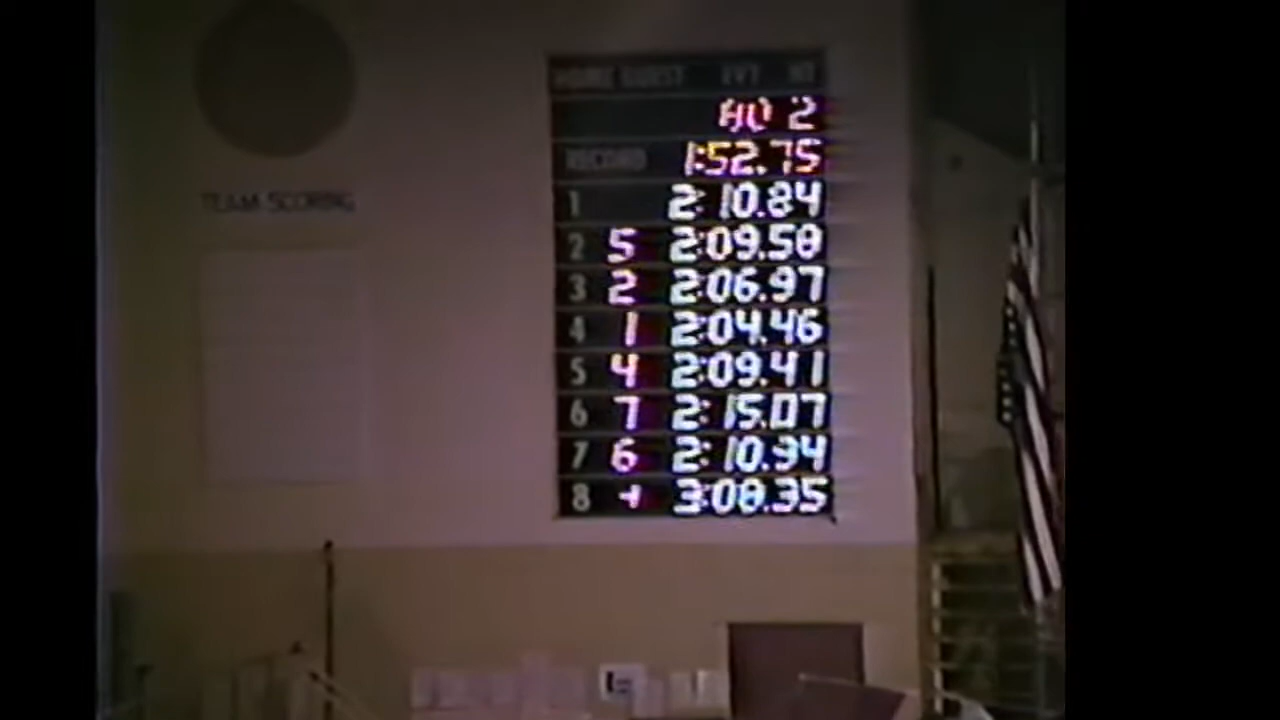 TEAM SCORING
HOME GUEST EVT HT
2
RECORD 1:52.75
1 2:10.84
2 5 2:09.58
3 2 2:06.97
4 1 2:04.46
5 4 2:09.41
6 7 2:15.07
7 6 2:10.94
8 3:08.35